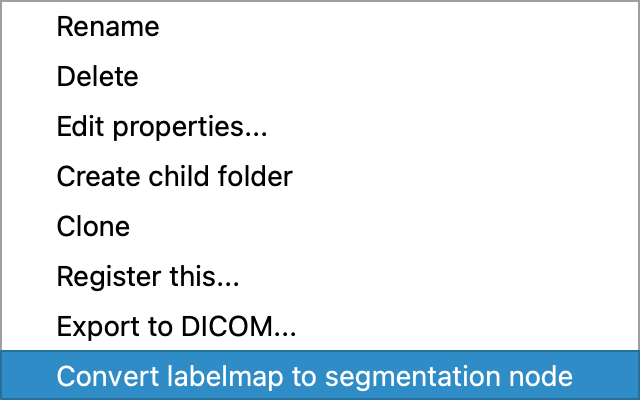 Rename
Delete
Edit properties...
Create child folder
Clone
Register this...
Export to DICOM...
Convert labelmap to segmentation node